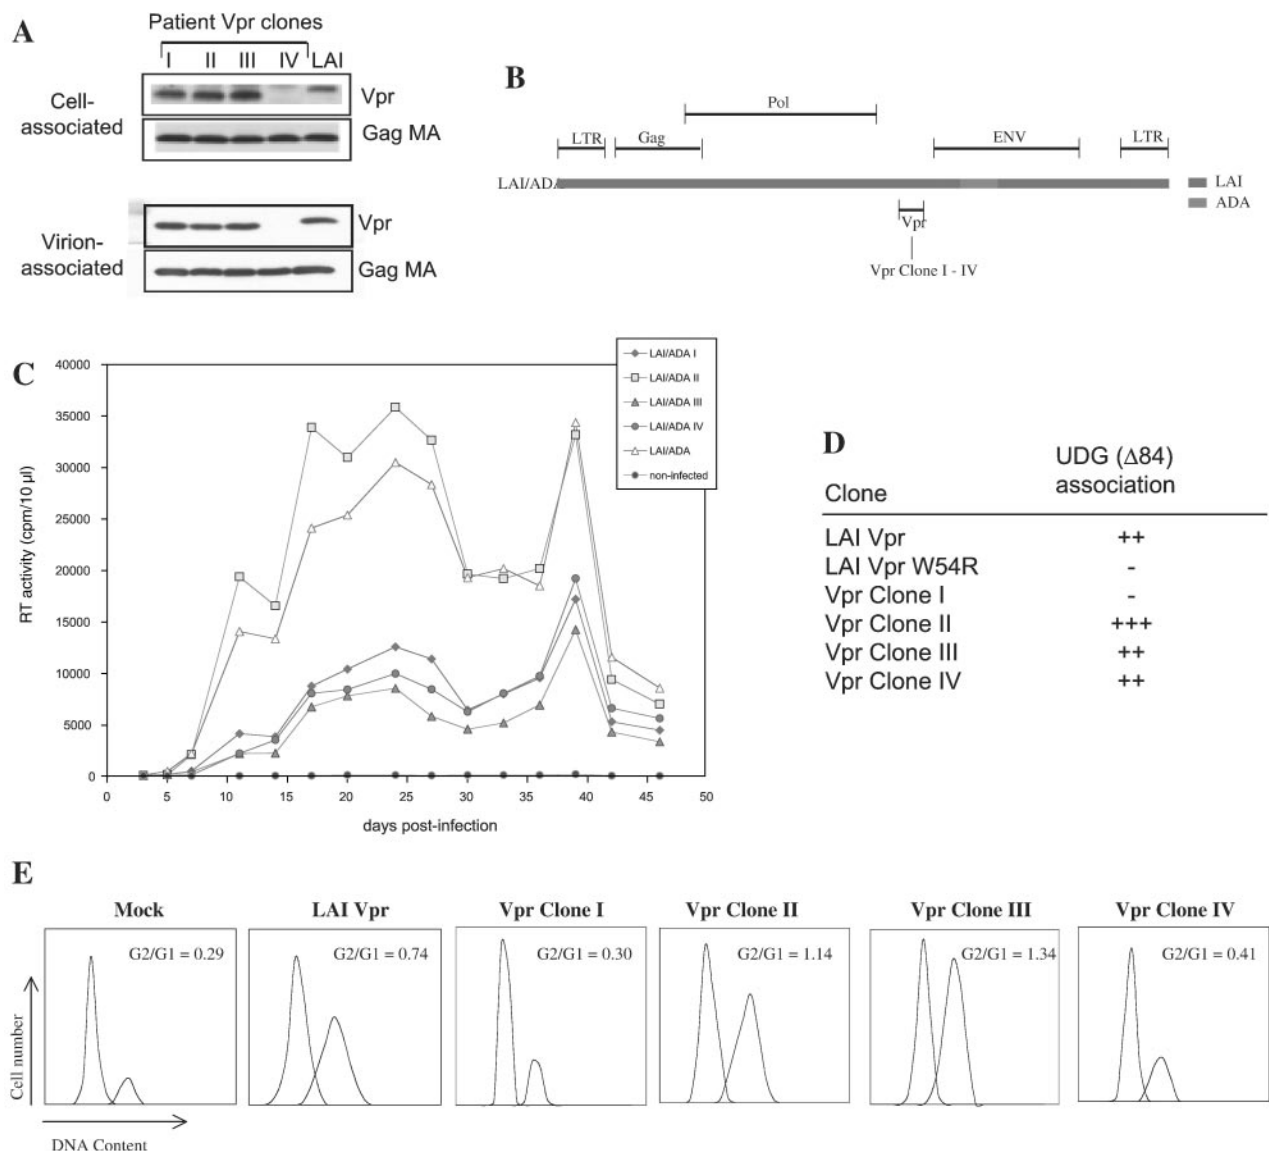 A
Patient Vpr clones
I II III IV LAI
Cell-associated
Vpr
Gag MA
Virion-associated
Vpr
Gag MA
B
Pol
LTR Gag ENV LTR
LAI/ADA
LAI
ADA
Vpr
Vpr Clone I - IV
C
RT activity (cpm/10 µl)
40000
35000
30000
25000
20000
15000
10000
5000
0
0 5 10 15 20 25 30 35 40 45 50
days post-infection
LAI/ADA I
LAI/ADA II
LAI/ADA III
LAI/ADA IV
LAI/ADA
non-infected
D
Clone UDG (Δ84) association
LAI Vpr ++
LAI Vpr W54R -
Vpr Clone I -
Vpr Clone II +++
Vpr Clone III ++
Vpr Clone IV ++
E
Mock LAI Vpr Vpr Clone I Vpr Clone II Vpr Clone III Vpr Clone IV
G2/G1 = 0.29 G2/G1 = 0.74 G2/G1 = 0.30 G2/G1 = 1.14 G2/G1 = 1.34 G2/G1 = 0.41
Cell number
DNA Content